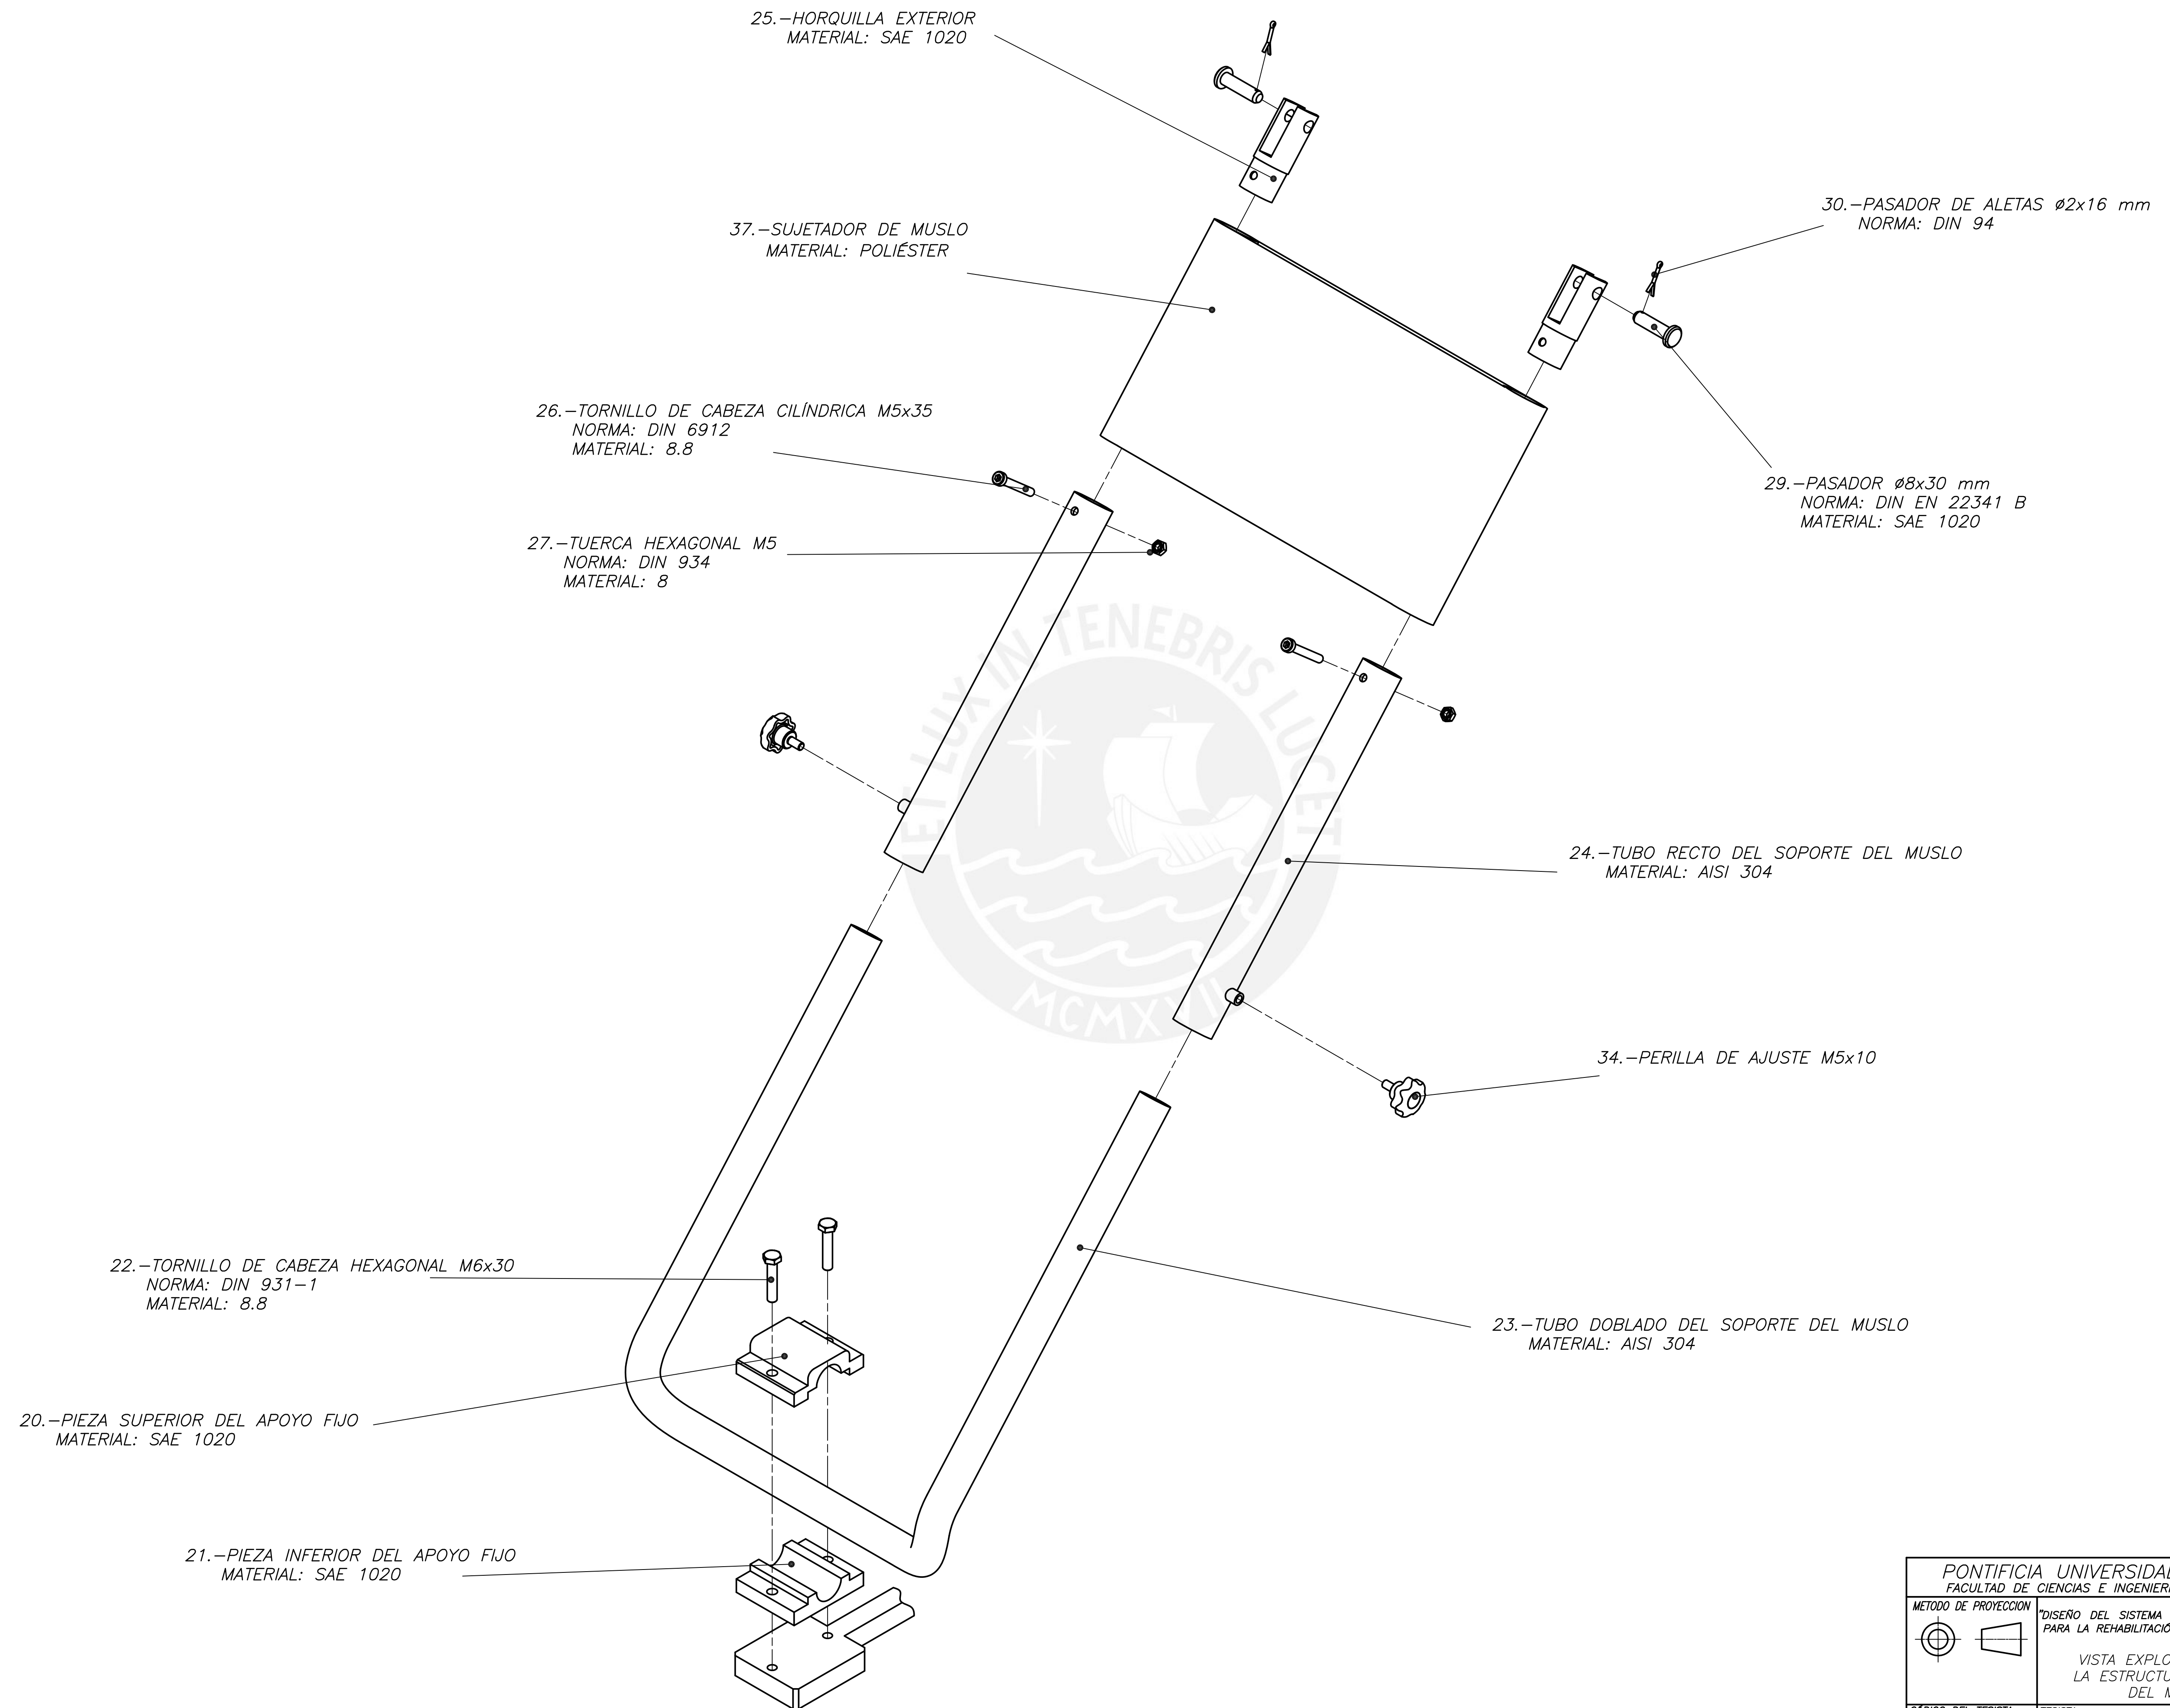 25.-HORQUILLA EXTERIOR
MATERIAL: SAE 1020
37.-SUJETADOR DE MUSLO
MATERIAL: POLIÉSTER
30.-PASADOR DE ALETAS ø2x16 mm
NORMA: DIN 94
26.-TORNILLO DE CABEZA CILÍNDRICA M5x35
NORMA: DIN 6912
MATERIAL: 8.8
29.-PASADOR ø8x30 mm
NORMA: DIN EN 22341 B
MATERIAL: SAE 1020
27.-TUERCA HEXAGONAL M5
NORMA: DIN 934
MATERIAL: 8
ET LUX IN TENEBRIS LUCET
MCMXVII
24.-TUBO RECTO DEL SOPORTE DEL MUSLO
MATERIAL: AISI 304
34.-PERILLA DE AJUSTE M5x10
22.-TORNILLO DE CABEZA HEXAGONAL M6x30
NORMA: DIN 931-1
MATERIAL: 8.8
23.-TUBO DOBLADO DEL SOPORTE DEL MUSLO
MATERIAL: AISI 304
20.-PIEZA SUPERIOR DEL APOYO FIJO
MATERIAL: SAE 1020
21.-PIEZA INFERIOR DEL APOYO FIJO
MATERIAL: SAE 1020
PONTIFICIA
FACULTAD DE CIENCIAS E
METODO DE PROYECCION
"DISEÑO DEL SISTEMA
PARA LA
VISTA
LA
DEL